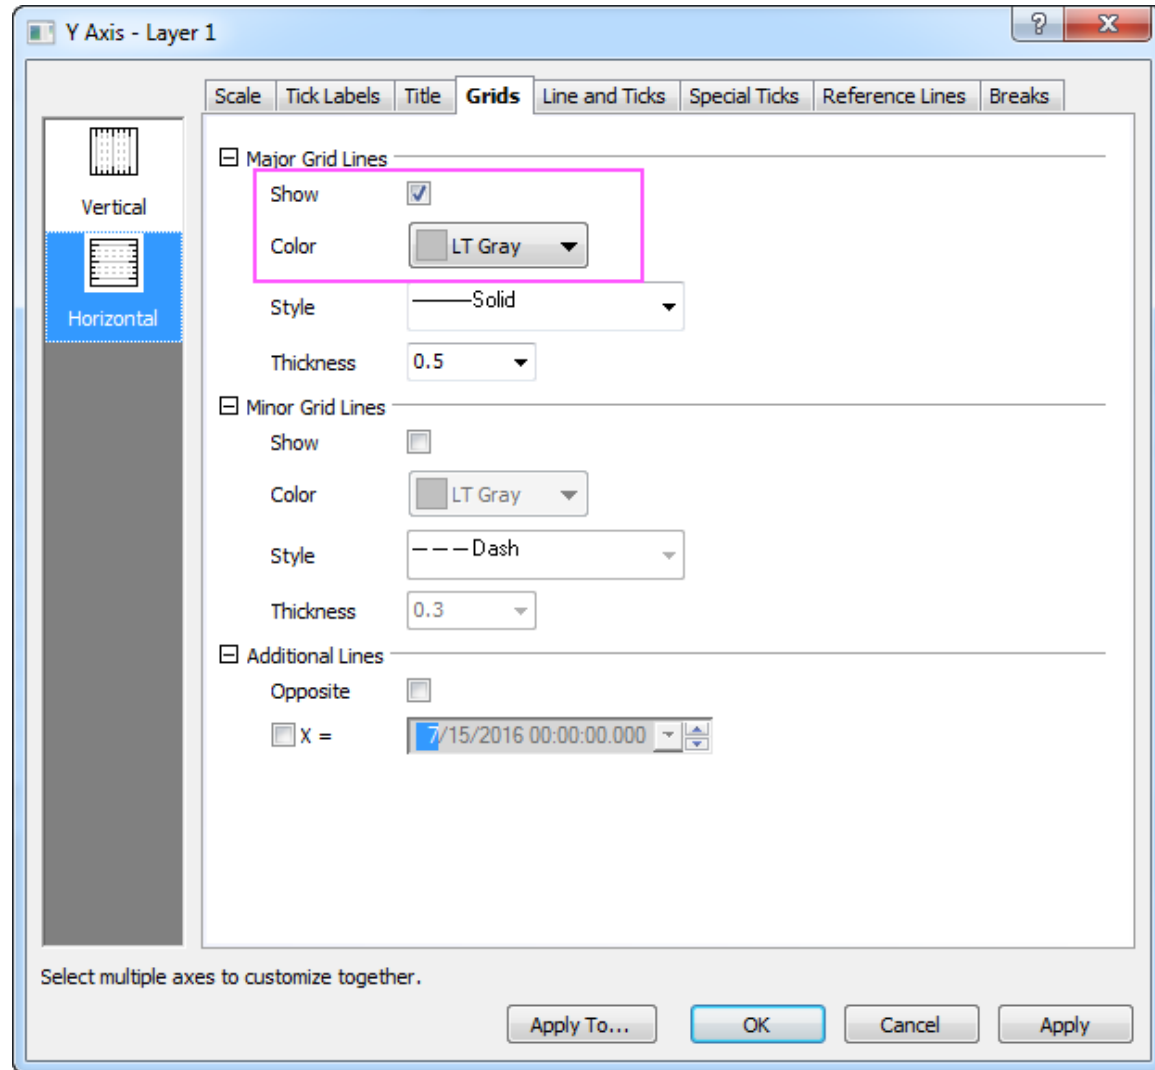 Y Axis - Layer 1
Scale Tick Labels Title Grids Line and Ticks Special Ticks Reference Lines Breaks
Vertical
Horizontal
Major Grid Lines
Show
Color LT Gray
Style Solid
Thickness 0.5
Minor Grid Lines
Show
Color LT Gray
Style Dash
Thickness 0.3
Additional Lines
Opposite
X = 7/15/2016 00:00:00.000
Select multiple axes to customize together.
Apply To... OK Cancel Apply